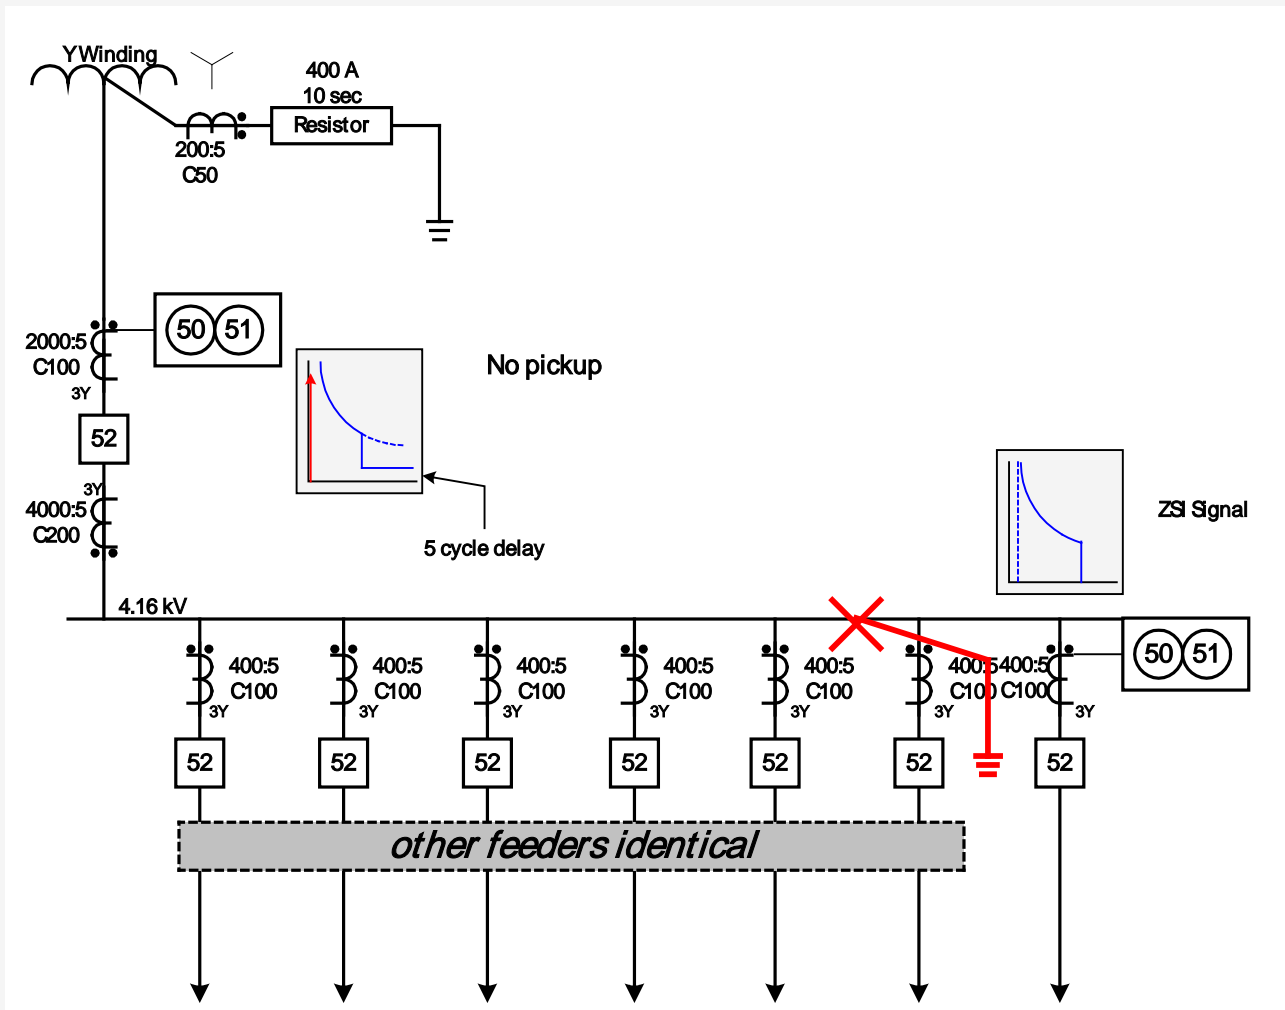 Y Winding
400 A
10 sec
Resistor
200:5
C50
50 51
2000:5
C100
3Y
No pickup
52
3Y
4000:5
C200
5 cycle delay
ZSI Signal
4.16 kV
50 51
400:5 400:5 400:5 400:5 400:5 400:5 400:5
C100 C100 C100 C100 C100 C100 C100
3Y 3Y 3Y 3Y 3Y 3Y 3Y
52 52 52 52 52 52 52
other feeders identical